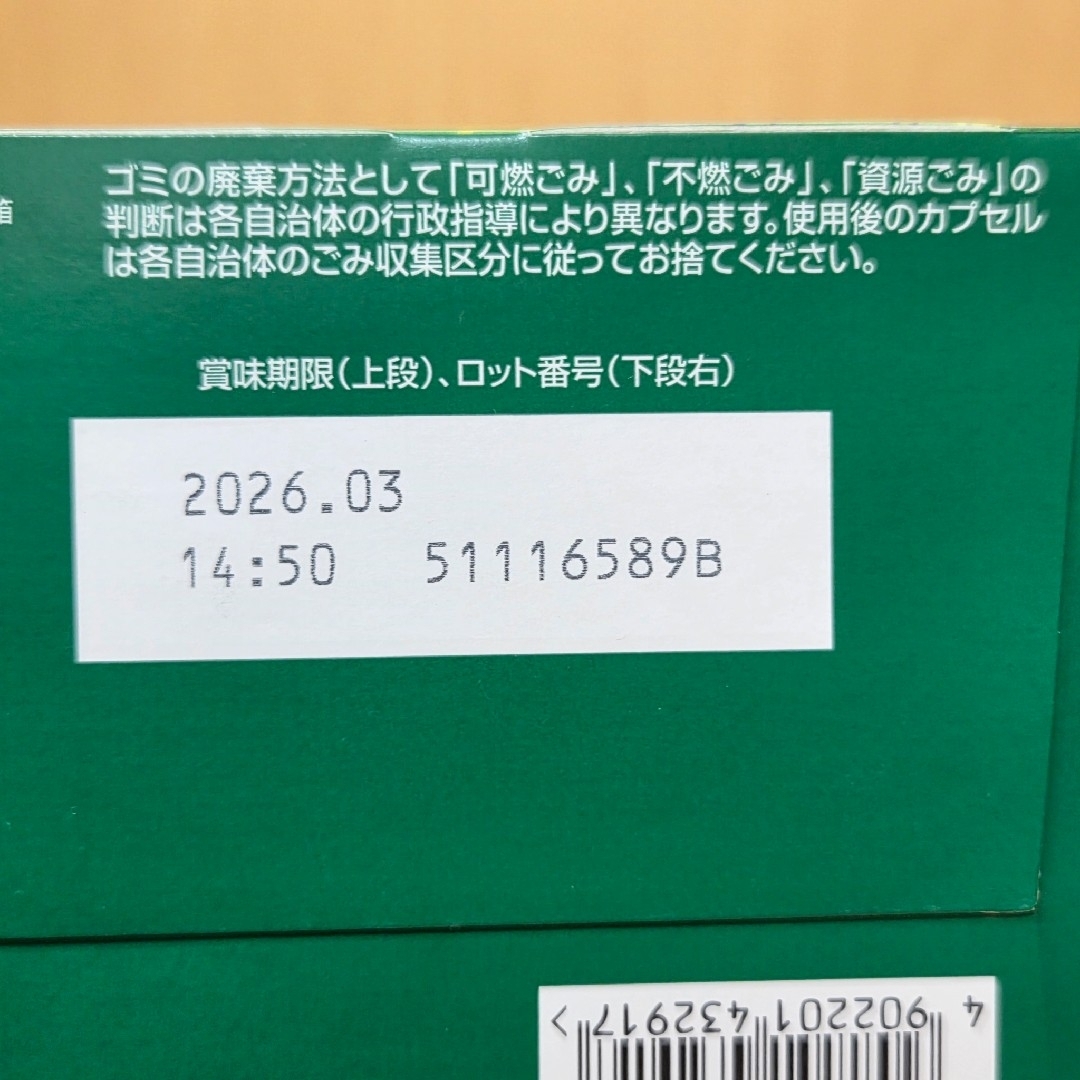 ゴミの廃棄方法として「可燃ごみ」、「不燃ごみ」、「資源ごみ」の
判断は各自治体の行政指導により異なります。使用後のカプセル
は各自治体のごみ収集区分に従ってお捨てください。
箱
賞味期限(上段)、ロット番号(下段右)
2026.03
14:50 51116589B
4 902201 432917 >